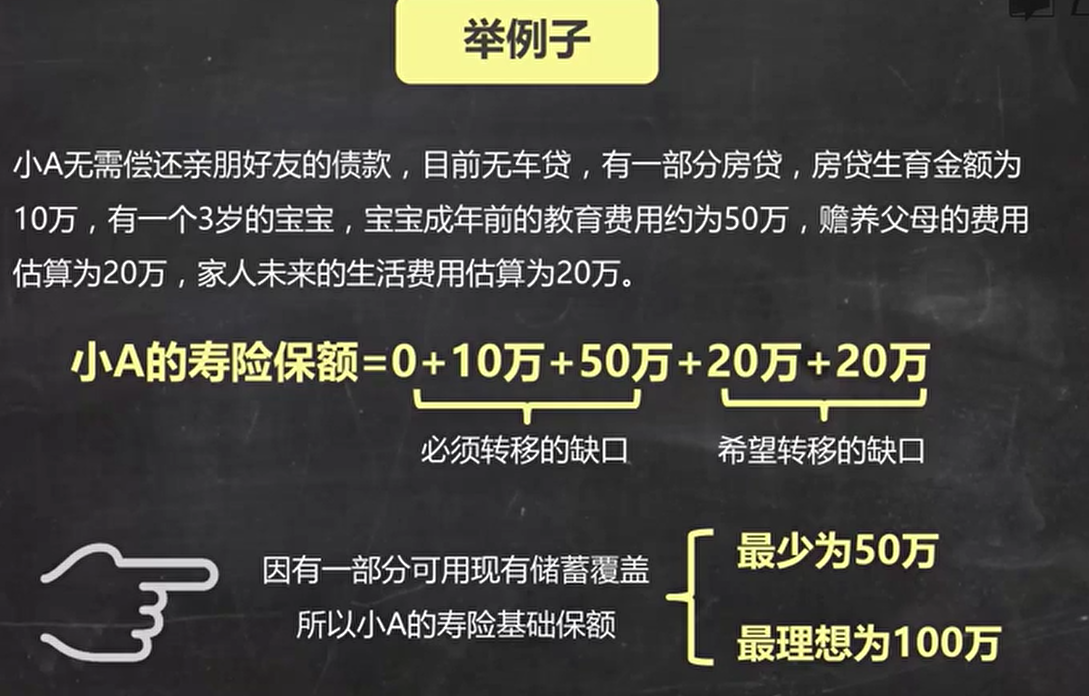 举例子
小A无需偿还亲朋好友的债款，目前无车贷，有一部分房贷，房贷生育金额为
10万，有一个3岁的宝宝，宝宝成年前的教育费用约为50万，赡养父母的费用
估算为20万，家人未来的生活费用估算为20万。
小A的寿险保额=0+10万+50万+20万+20万
必须转移的缺口
希望转移的缺口
因有一部分可用现有储蓄覆盖
所以小A的寿险基础保额
最少为50万
最理想为100万